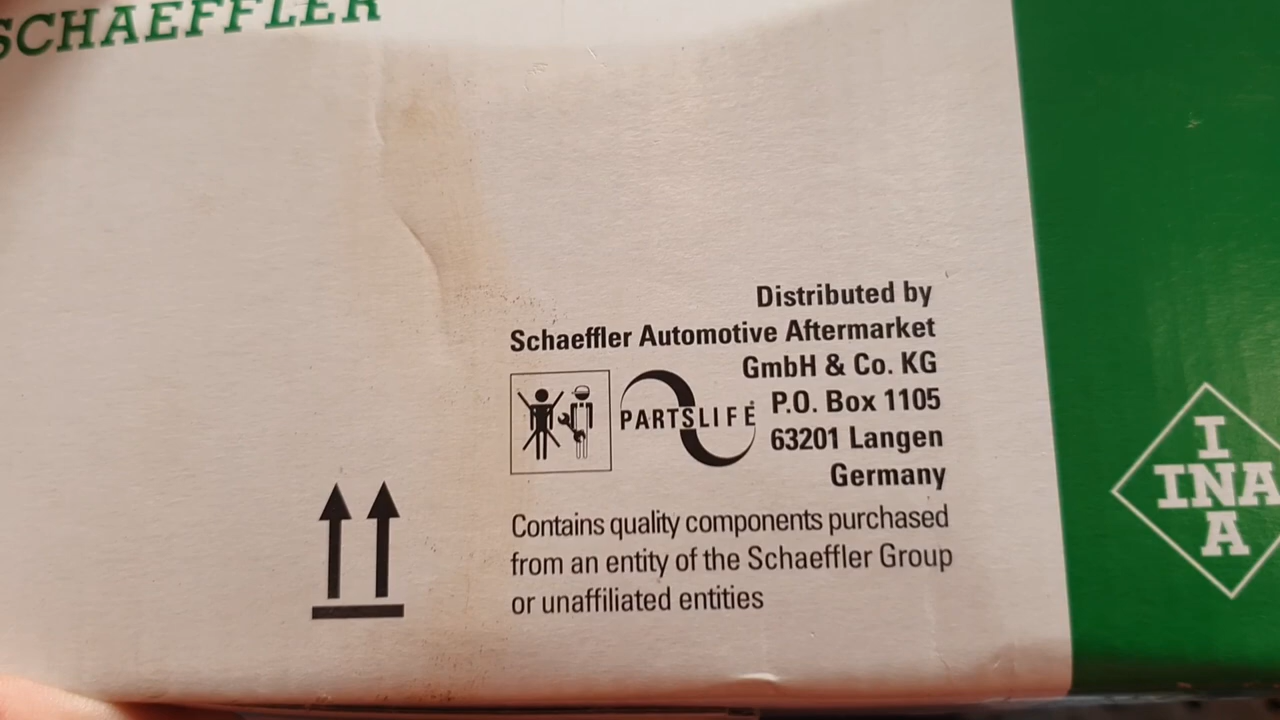 SCHAEFFLER
Distributed by
Schaeffler Automotive Aftermarket
GmbH & Co. KG
PARTSLIFE
P.O. Box 1105
63201 Langen
Germany
Contains quality components purchased
from an entity of the Schaeffler Group
or unaffiliated entities
I
INA
A